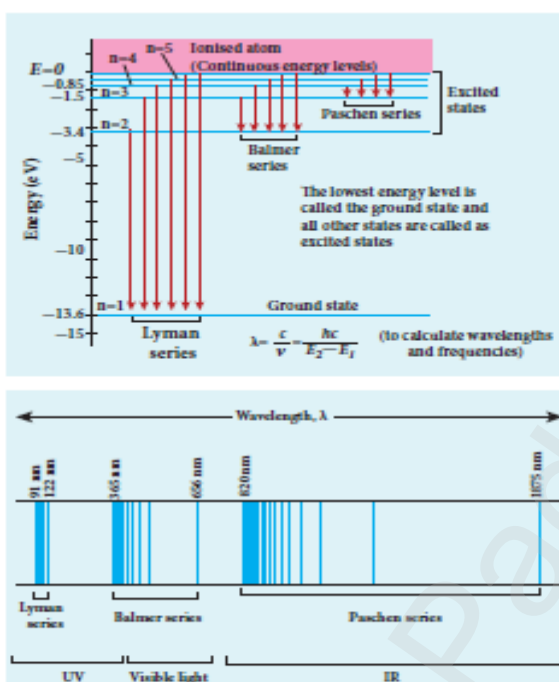 n=5 Ionised atom
n=4 (Continuous energy levels)
E=0
−0.85
n=3
−1.5
Paschen series
Excited
states
n=2
−3.4
Balmer
series
−5
Energy (eV)
The lowest energy level is
called the ground state and
all other states are called as
excited states
−10
n=1 Ground state
−13.6
−15
Lyman
series
λ= c/ν = hc/E₂—E₁ (to calculate wavelengths
and frequencies)
Wavelength, λ
91 nm
122 nm
365 nm
656 nm
820 nm
1875 nm
Lyman
series
Balmer series
Paschen series
UV Visible light IR